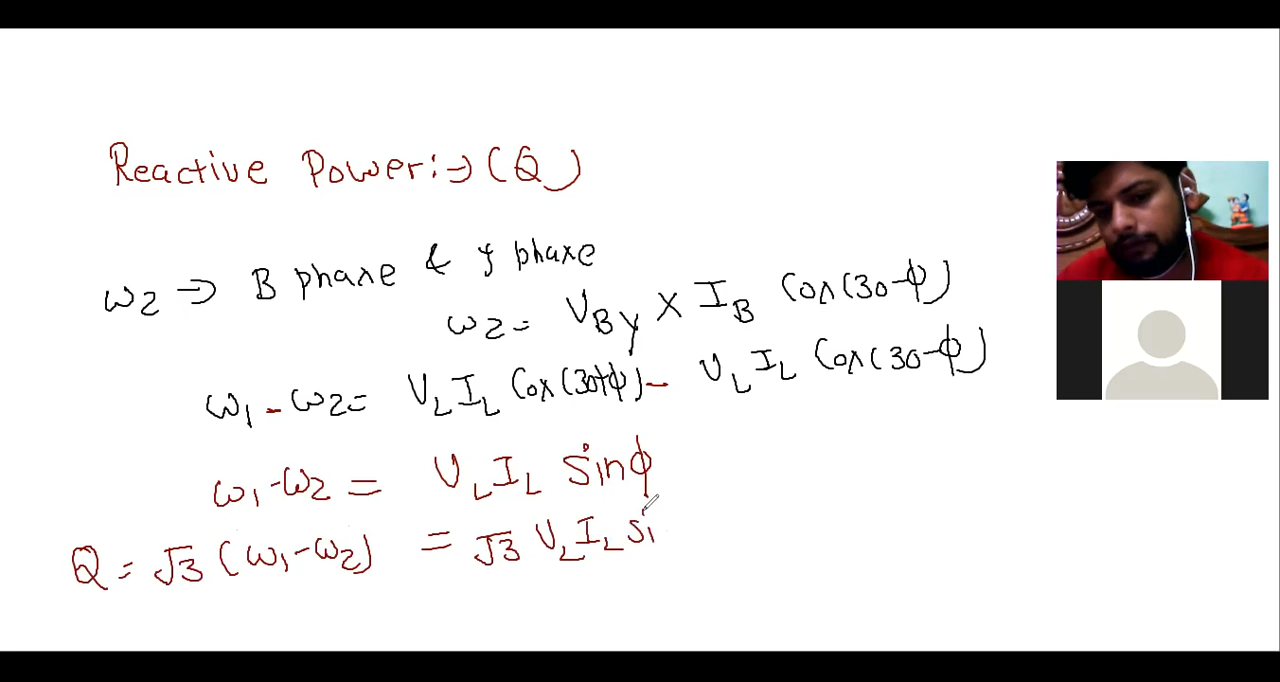 Reactive Power:⇒ (Q)
ω2 ⇒ B phase & y phase
ω2 = VBy × IB Cos(30-ϕ)
ω1 - ω2 = VL IL Cos(30+ϕ) - VL IL Cos(30-ϕ)
ω1 - ω2 = VL IL Sinϕ
Q = √3 (ω1 - ω2) = √3 VL IL Si